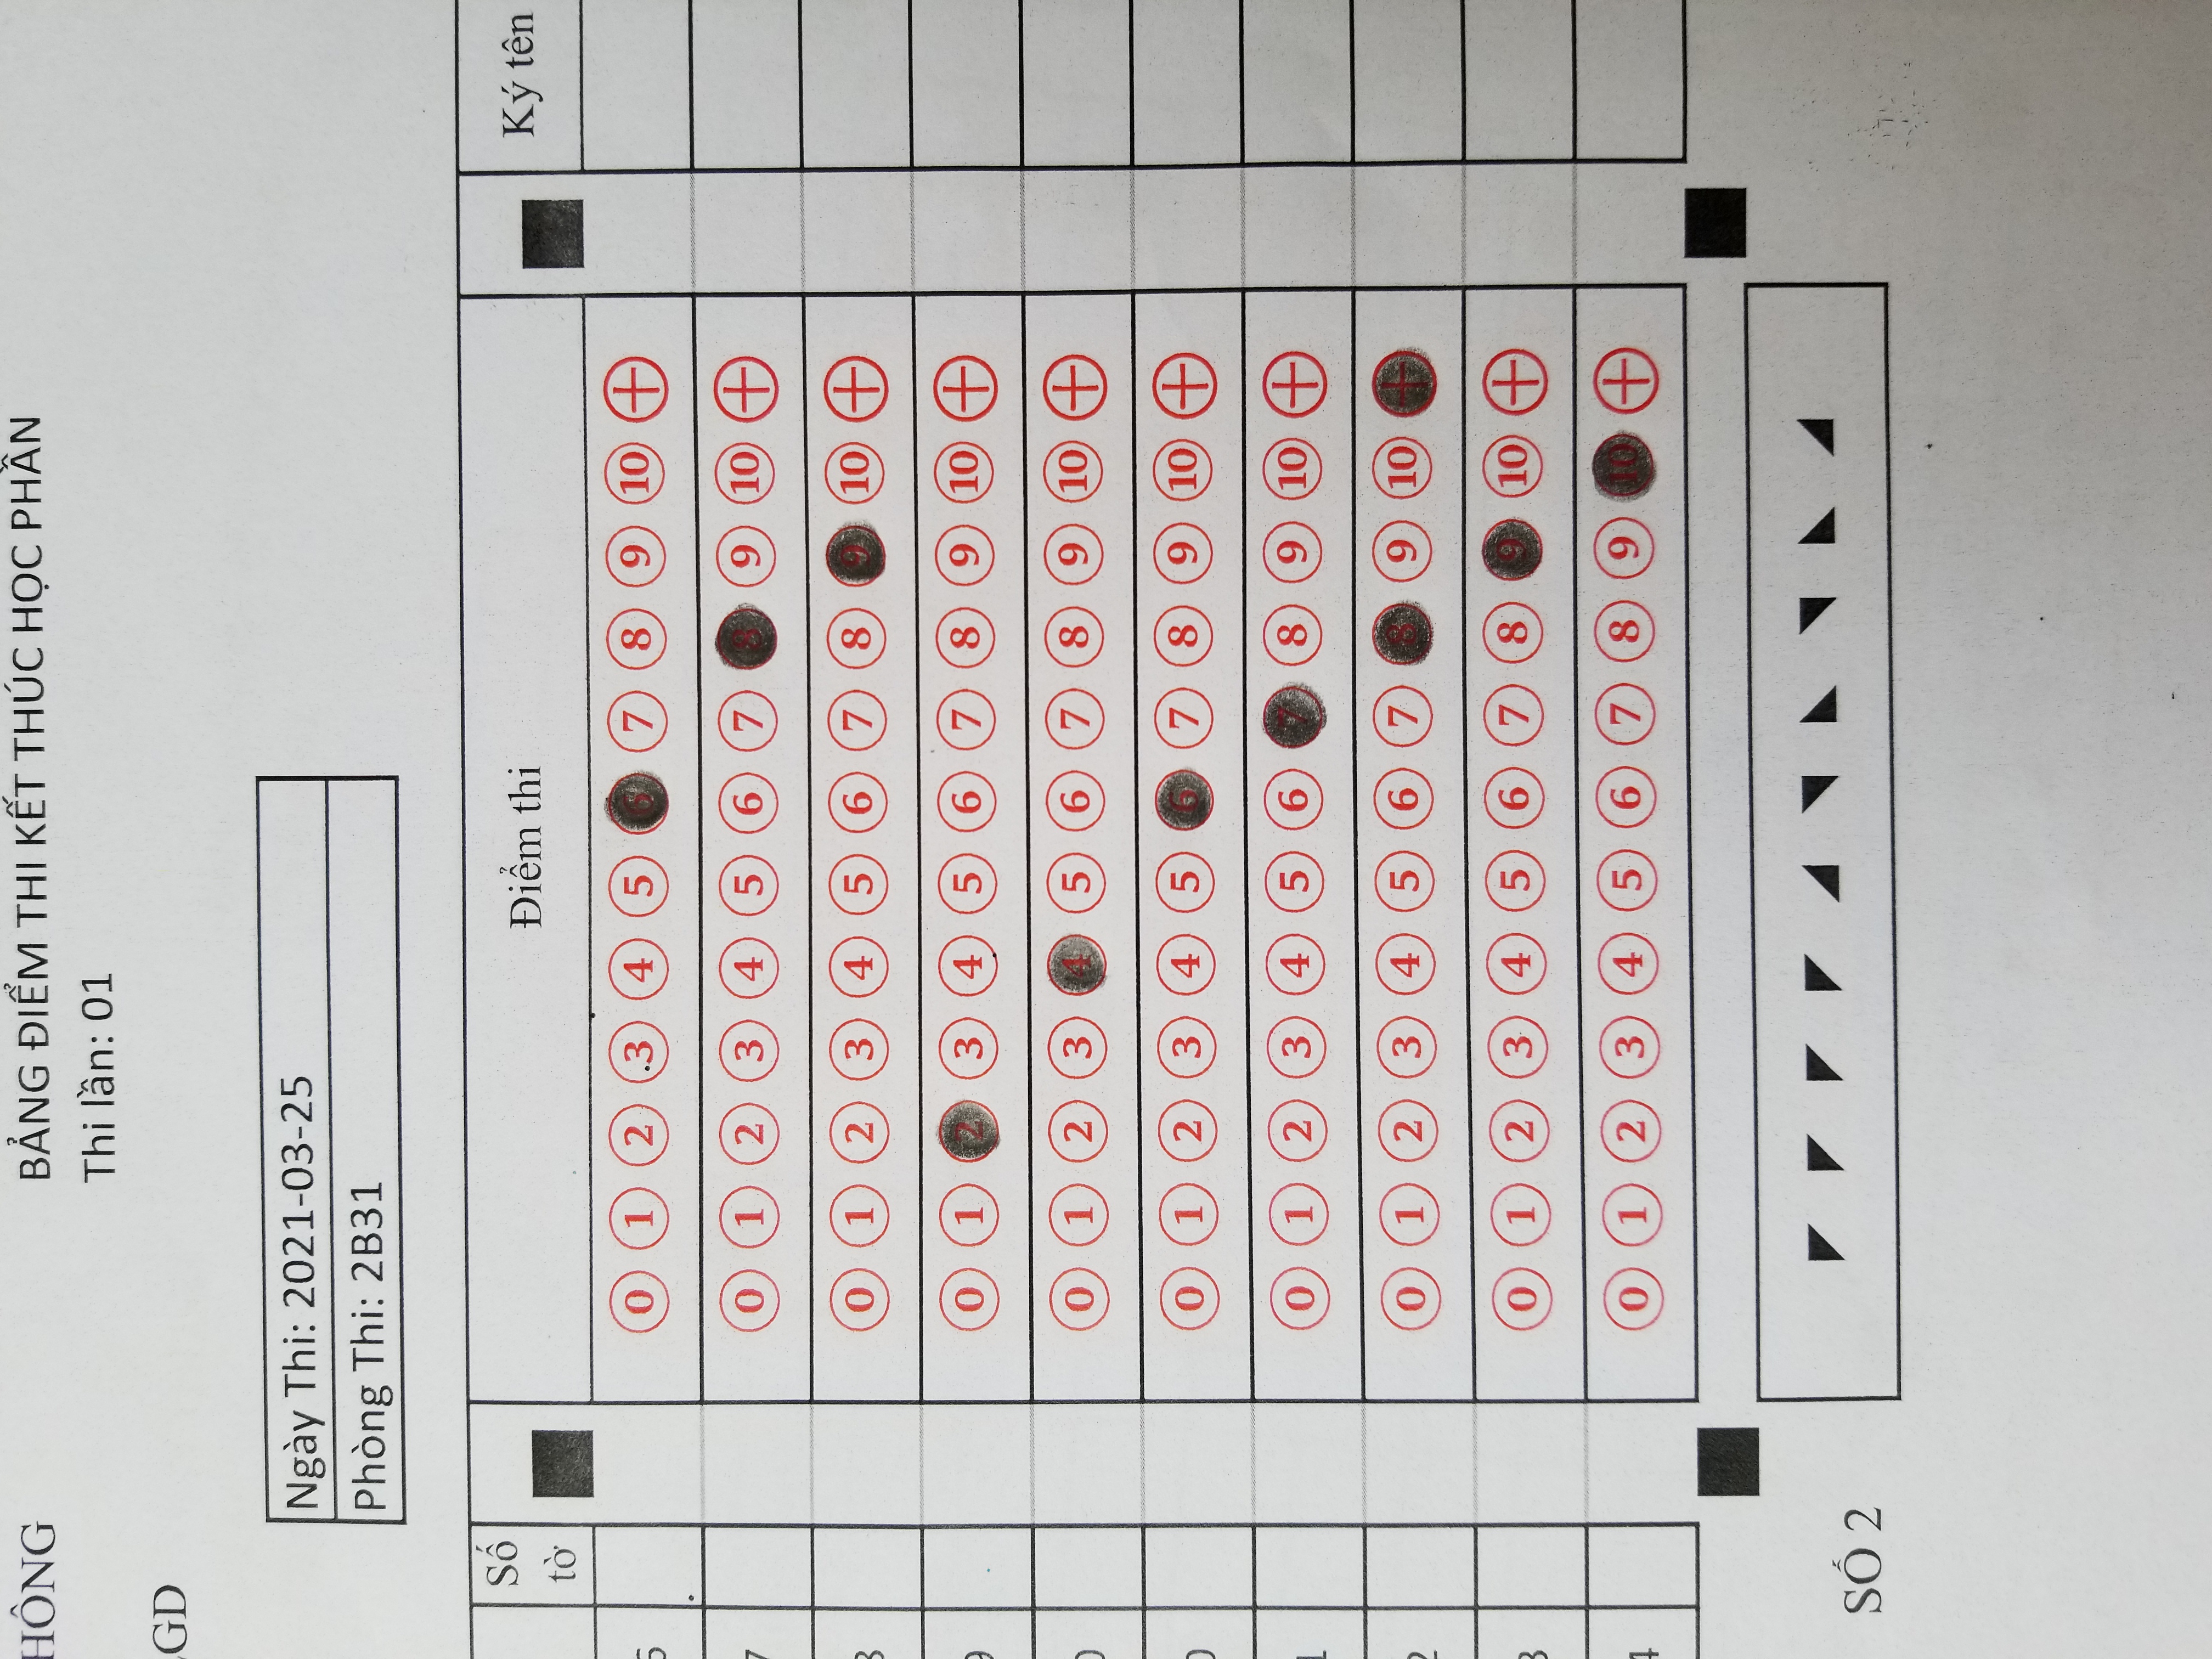 HÔNG
BẢNG ĐIỂM THI KẾT THÚC HỌC PHẦN
Thi lần: 01
GD
Ngày Thi: 2021-03-25
Phòng Thi: 2B31
Số tờ Điểm thi Ký tên
0 1 2 3 4 5 6 7 8 9 10 +
7 0 1 2 3 4 5 6 7 8 9 10 +
0 1 2 3 4 5 6 7 8 9 10 +
9 0 1 2 3 4 5 6 7 8 9 10 +
0 0 1 2 3 4 5 6 7 8 9 10 +
0 0 1 2 3 4 5 6 7 8 9 10 +
1 0 1 2 3 4 5 6 7 8 9 10 +
2 0 1 2 3 4 5 6 7 8 9 10 +
3 0 1 2 3 4 5 6 7 8 9 10 +
4 0 1 2 3 4 5 6 7 8 9 10 +
SỐ 2